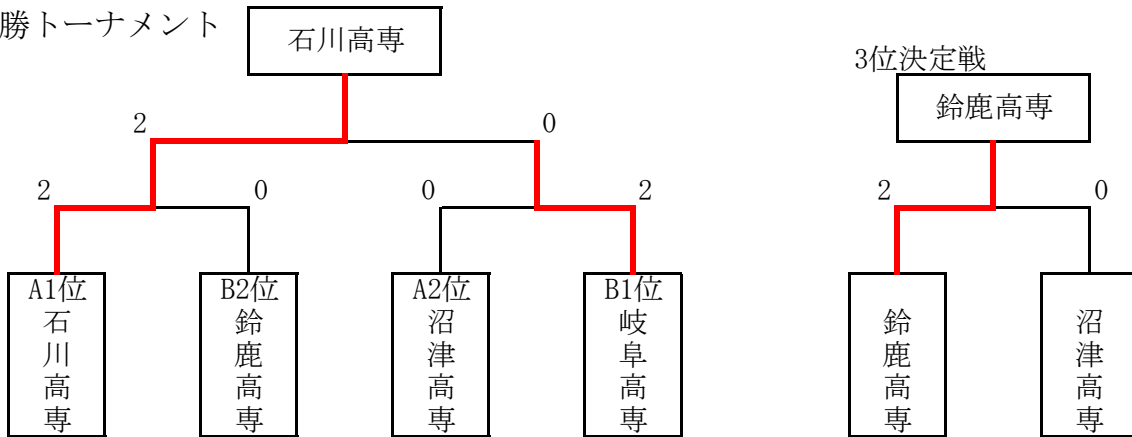 勝トーナメント
石川高専
3位決定戦
鈴鹿高専
2
0
2
0
0
2
2
0
A1位
石川高専
B2位
鈴鹿高専
A2位
沼津高専
B1位
岐阜高専
鈴鹿高専
沼津高専